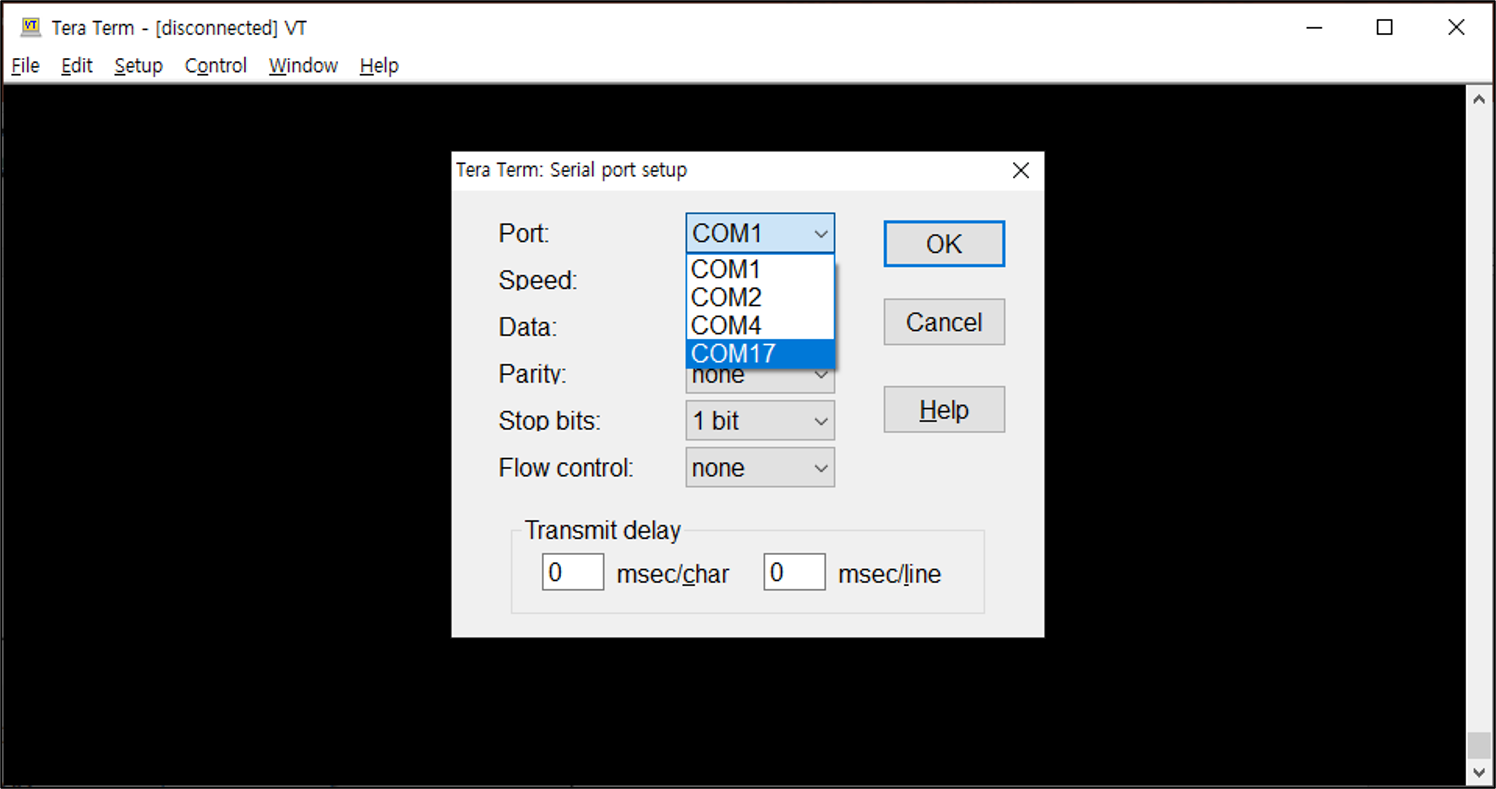 VT Tera Term - [disconnected] VT
File Edit Setup Control Window Help
Tera Term: Serial port setup
Port: COM1
COM1
COM2
COM4
COM17
Speed:
Data:
Parity: none
Stop bits: 1 bit
Flow control: none
OK
Cancel
Help
Transmit delay
0 msec/char 0 msec/line